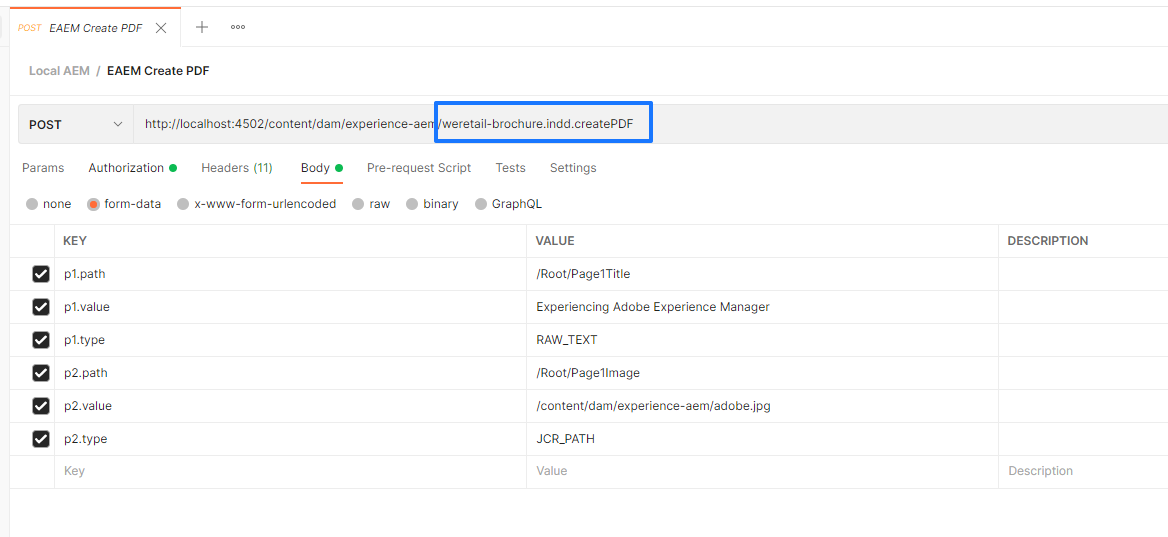 POST EAEM Create PDF
Local AEM / EAEM Create PDF
POST http://localhost:4502/content/dam/experience-aem/weretail-brochure.indd.createPDF
Params Authorization Headers (11) Body Pre-request Script Tests Settings
none form-data x-www-form-urlencoded raw binary GraphQL
KEY VALUE DESCRIPTION
p1.path /Root/Page1Title
p1.value Experiencing Adobe Experience Manager
p1.type RAW_TEXT
p2.path /Root/Page1Image
p2.value /content/dam/experience-aem/adobe.jpg
p2.type JCR_PATH
Key Value Description